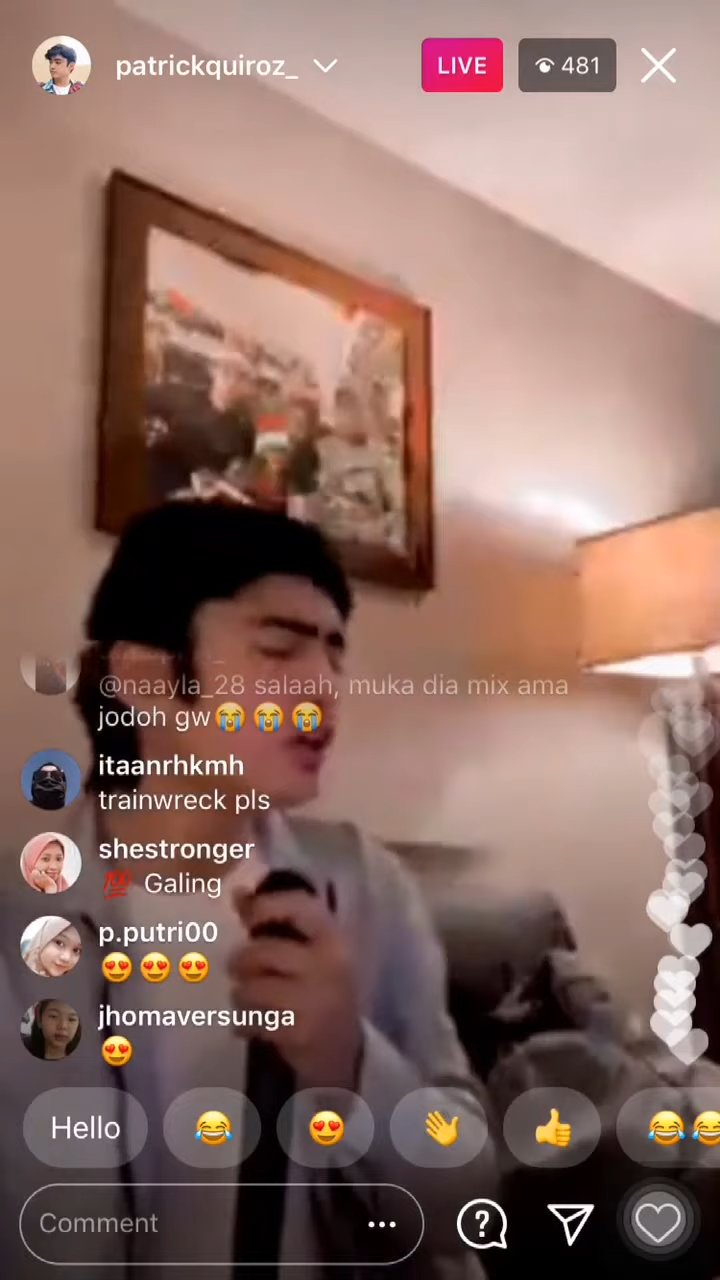 patrickquiroz_
LIVE
481
@naayla_28 salaah, muka dia mix ama
jodoh gw😭😭😭
itaanrhkmh
trainwreck pls
shestronger
💯 Galing
p.putri00
😍😍😍
jhomaversunga
😍
Hello
Comment